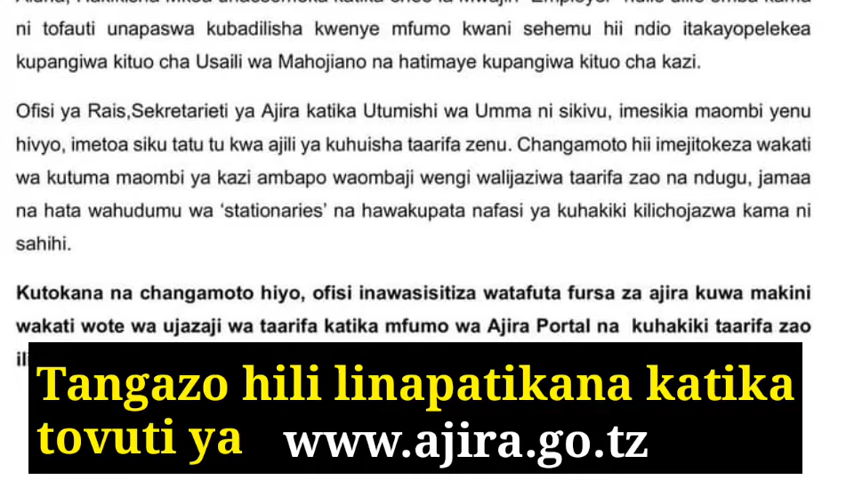 ni tofauti unapaswa kubadilisha kwenye mfumo kwani sehemu hii ndio itakayopelekea
kupangiwa kituo cha Usaili wa Mahojiano na hatimaye kupangiwa kituo cha kazi.
Ofisi ya Rais,Sekretarieti ya Ajira katika Utumishi wa Umma ni sikivu, imesikia maombi yenu
hivyo, imetoa siku tatu tu kwa ajili ya kuhuisha taarifa zenu. Changamoto hii imejitokeza wakati
wa kutuma maombi ya kazi ambapo waombaji wengi walijaziwa taarifa zao na ndugu, jamaa
na hata wahudumu wa ‘stationaries’ na hawakupata nafasi ya kuhakiki kilichojazwa kama ni
sahihi.
Kutokana na changamoto hiyo, ofisi inawasisitiza watafuta fursa za ajira kuwa makini
wakati wote wa ujazaji wa taarifa katika mfumo wa Ajira Portal na kuhakiki taarifa zao
Tangazo hili linapatikana katika
tovuti ya www.ajira.go.tz